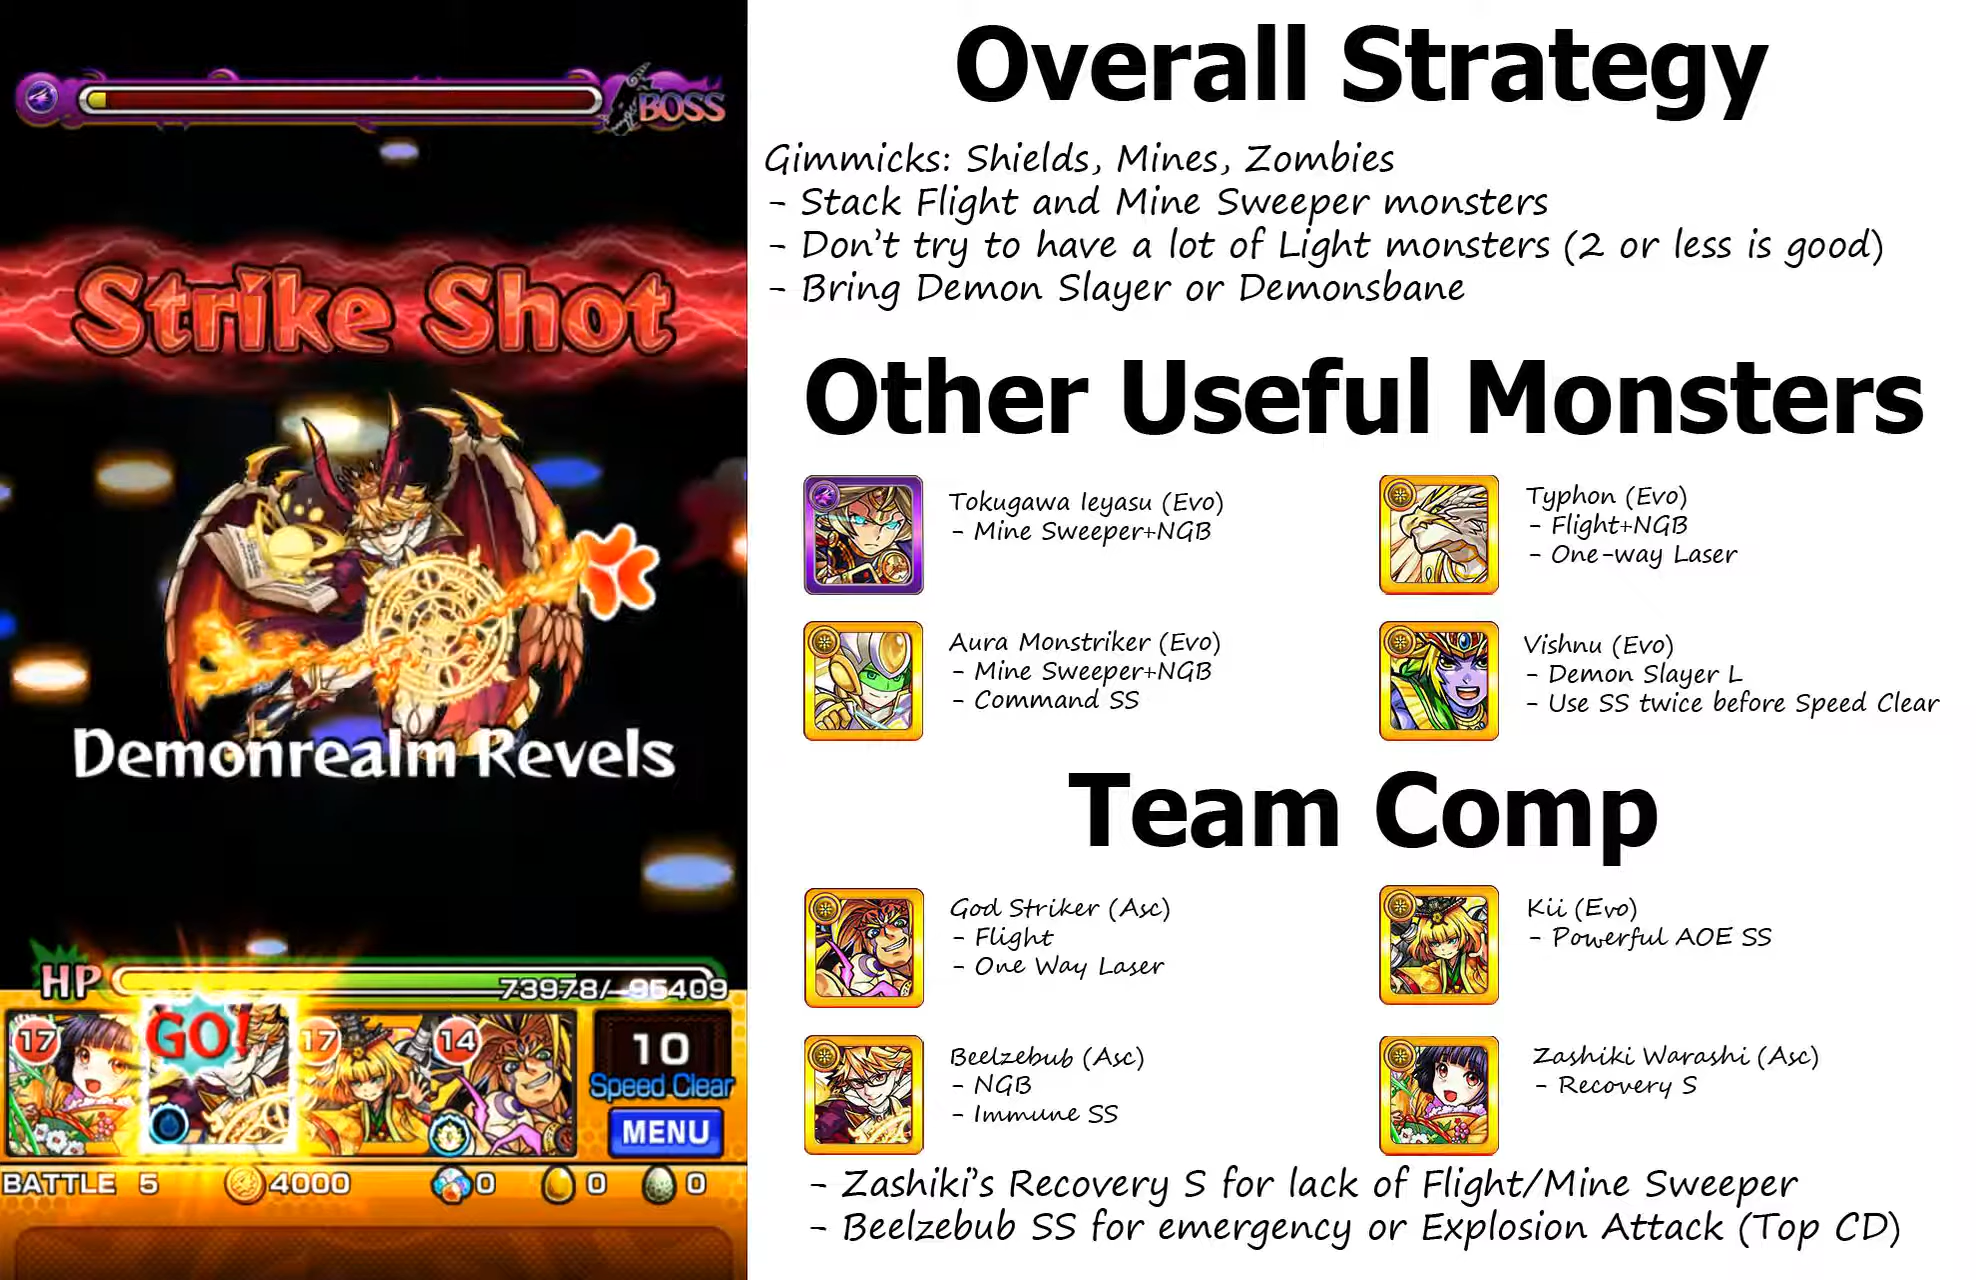 BOSS
Strike Shot
Demonrealm Revels
HP
73978/ 95409
17
GO!
17
14
10
Speed Clear
MENU
BATTLE 5
4000
0
0
0
Overall Strategy
Gimmicks: Shields, Mines, Zombies
- Stack Flight and Mine Sweeper monsters
- Don't try to have a lot of Light monsters (2 or less is good)
- Bring Demon Slayer or Demonsbane
Other Useful Monsters
Tokugawa Ieyasu (Evo)
- Mine Sweeper+NGB
Typhon (Evo)
- Flight+NGB
- One-way Laser
Aura Monstriker (Evo)
- Mine Sweeper+NGB
- Command SS
Vishnu (Evo)
- Demon Slayer L
- Use SS twice before Speed Clear
Team Comp
God Striker (Asc)
- Flight
- One Way Laser
Kii (Evo)
- Powerful AOE SS
Beelzebub (Asc)
- NGB
- Immune SS
Zashiki Warashi (Asc)
- Recovery S
- Zashiki's Recovery S for lack of Flight/Mine Sweeper
- Beelzebub SS for emergency or Explosion Attack (Top CD)